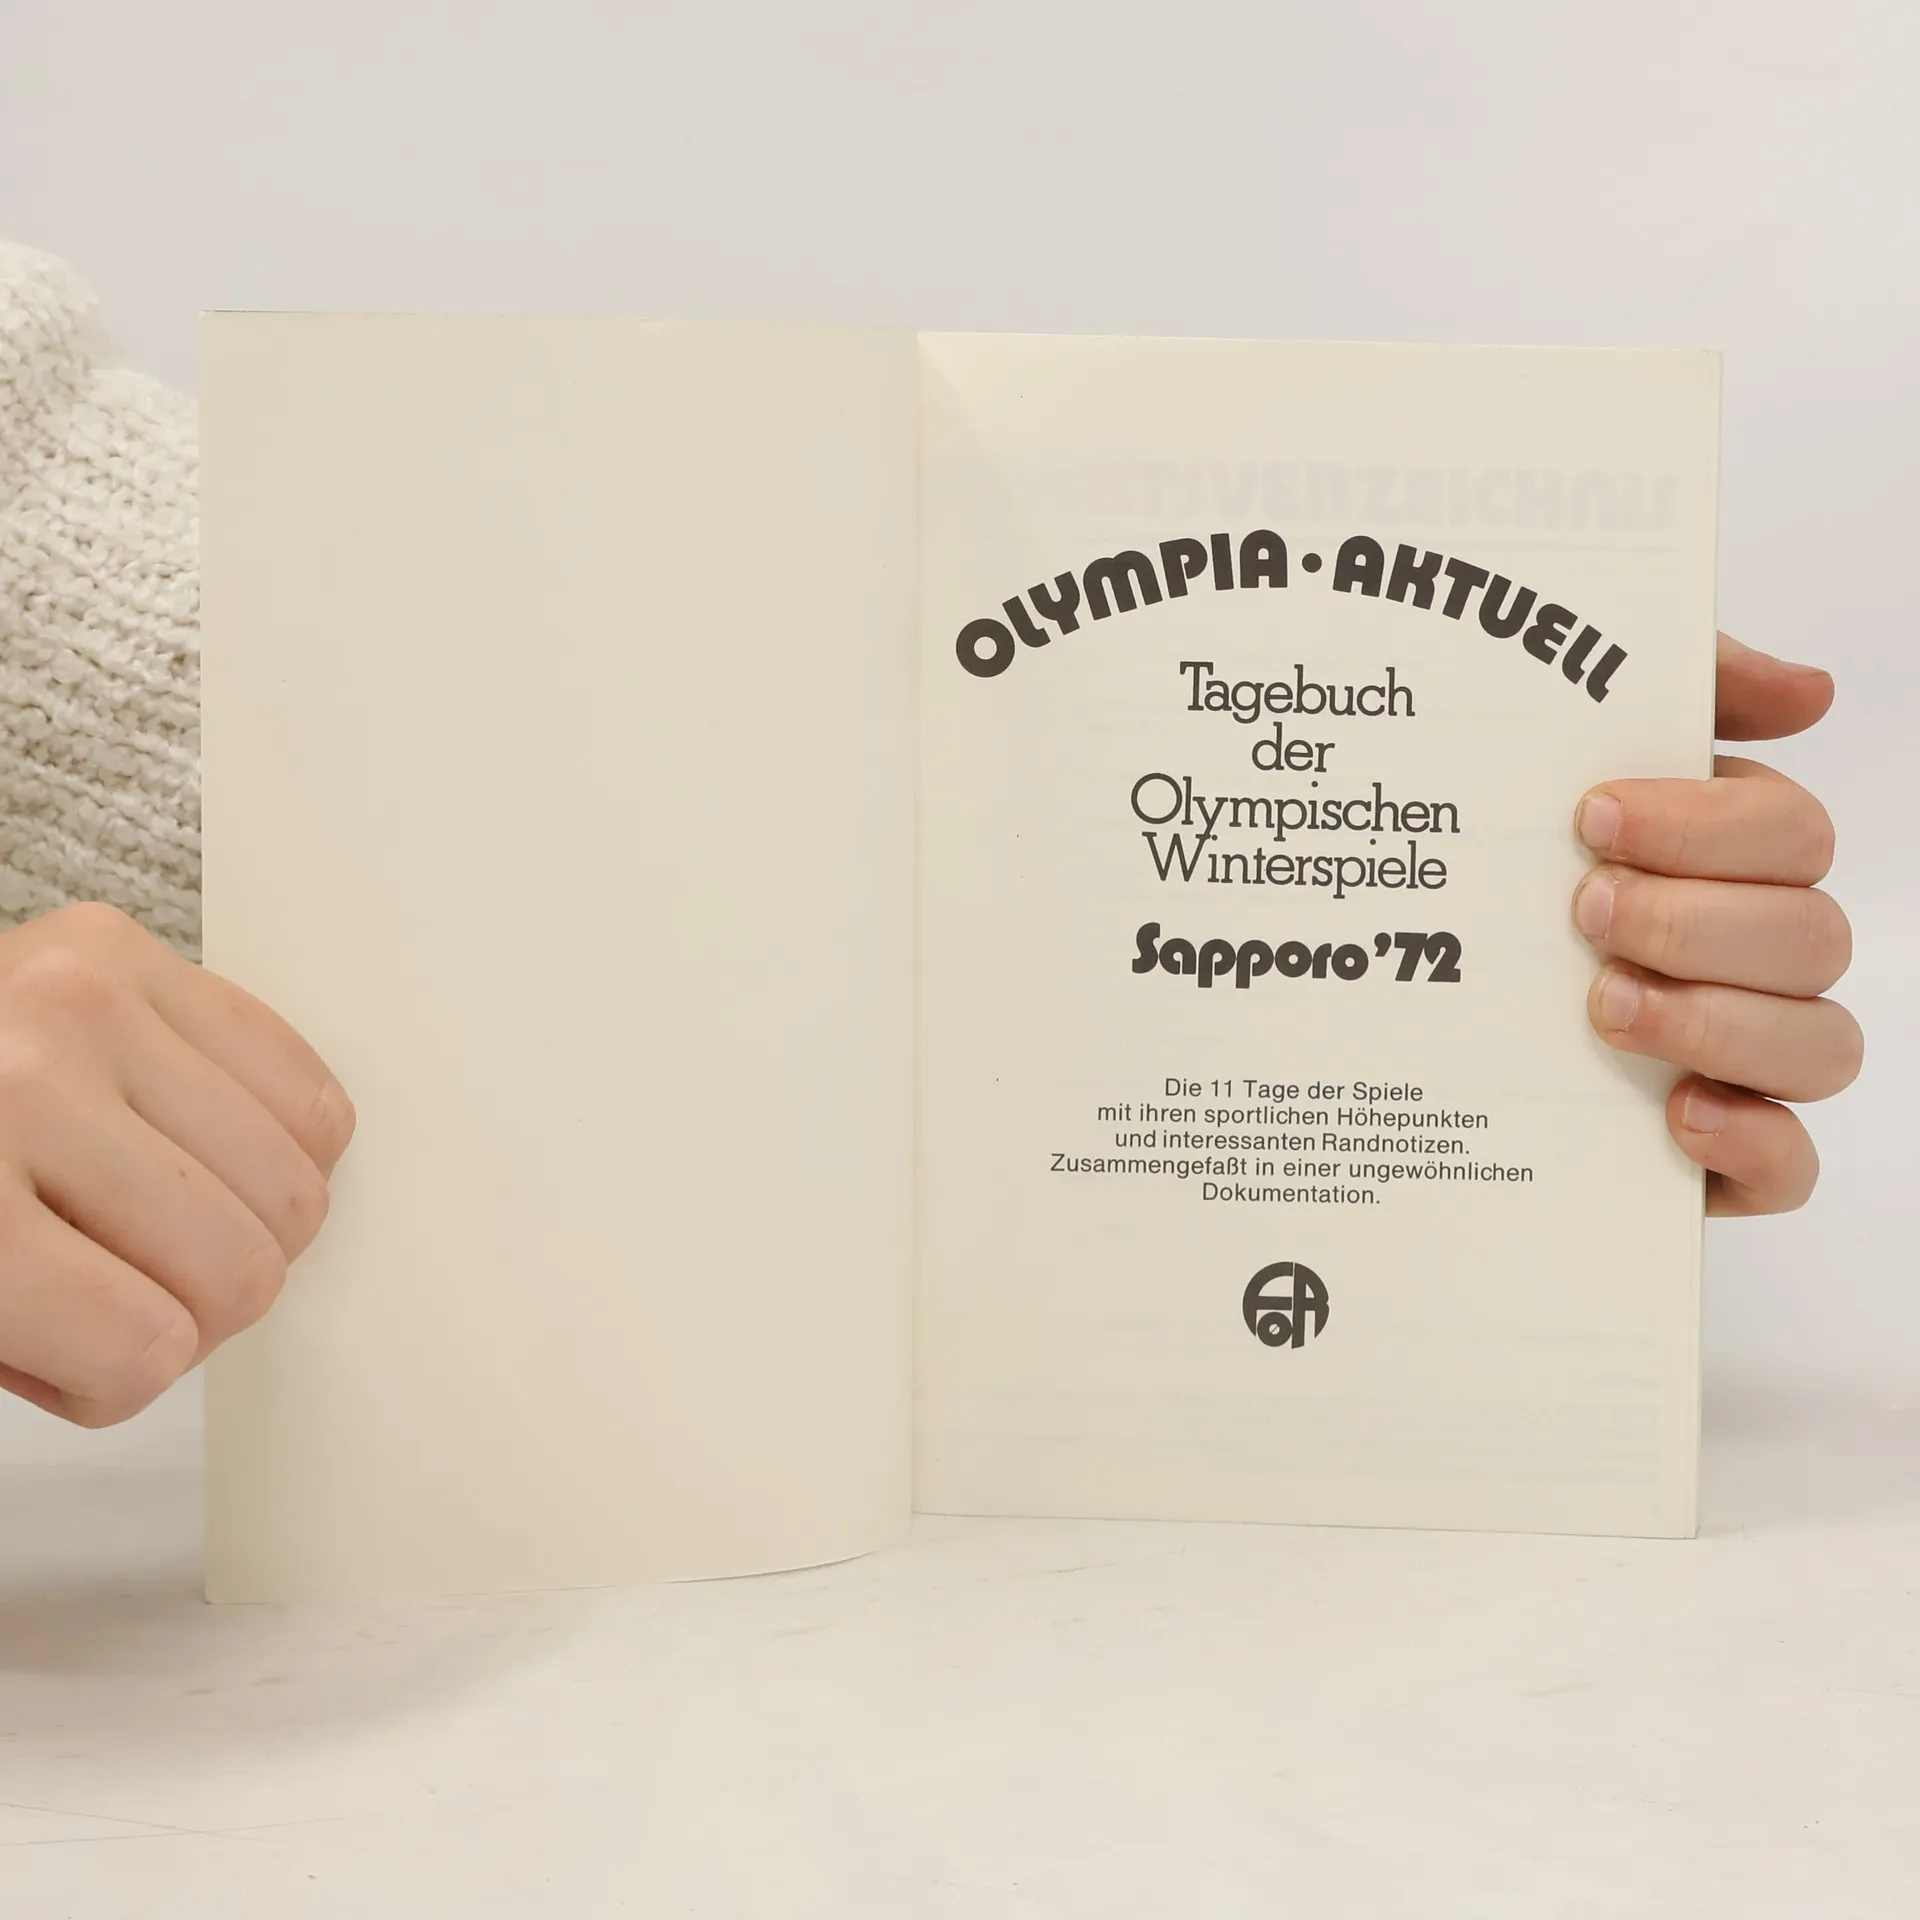 OLYMPIA · AKTUELL
Tagebuch
der
Olympischen
Winterspiele
Sapporo '72
Die 11 Tage der Spiele
mit ihren sportlichen Höhepunkten
und interessanten Randnotizen.
Zusammengefaßt in einer ungewöhnlichen
Dokumentation.